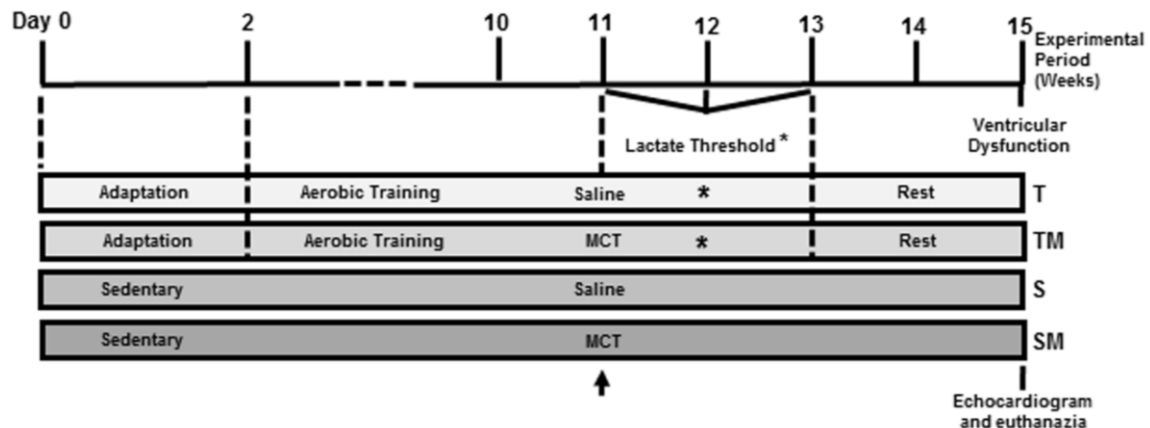 Day 0 2 10 11 12 13 14 15
Experimental
Period
(Weeks)
Ventricular
Dysfunction
Lactate Threshold *
Adaptation Aerobic Training Saline * Rest T
Adaptation Aerobic Training MCT * Rest TM
Sedentary Saline S
Sedentary MCT SM
Echocardiogram
and euthanazia